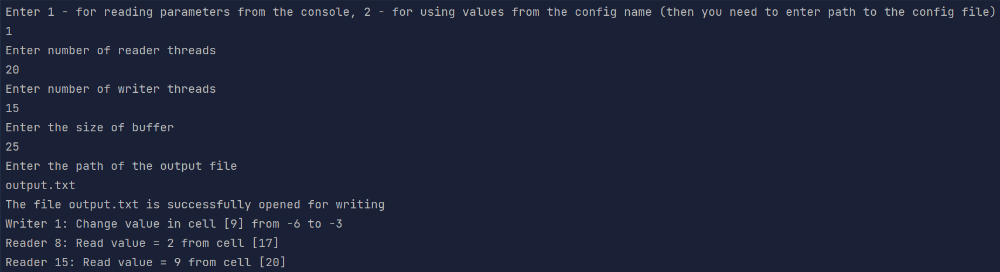 Enter 1 - for reading parameters from the console, 2 - for using values from the config name (then you need to enter path to the config file)
1
Enter number of reader threads
20
Enter number of writer threads
15
Enter the size of buffer
25
Enter the path of the output file
output.txt
The file output.txt is successfully opened for writing
Writer 1: Change value in cell [9] from -6 to -3
Reader 8: Read value = 2 from cell [17]
Reader 15: Read value = 9 from cell [20]